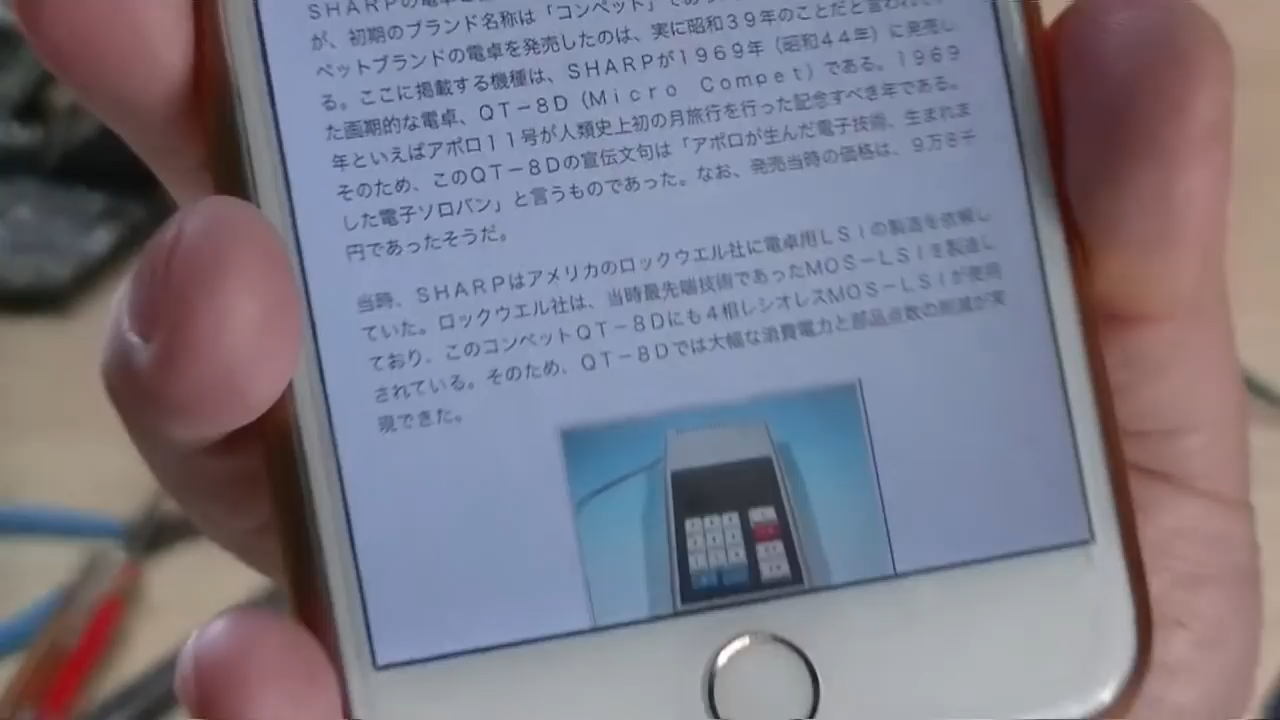 SHARPの電卓
が、初期のブランド名称は「コンペット」であ
ペットブランドの電卓を発売したのは、実に昭和３９年のことだと言われてい
る。ここに掲載する機種は、ＳＨＡＲＰが１９６９年（昭和４４年）に発売し
た画期的な電卓、ＱＴ－８Ｄ（Ｍｉｃｒｏ　Ｃｏｍｐｅｔ）である。１９６９
年といえばアポロ１１号が人類史上初の月旅行を行った記念すべき年である。
そのため、このＱＴ－８Ｄの宣伝文句は「アポロが生んだ電子技術、生まれま
した電子ソロバン」と言うものであった。なお、発売当時の価格は、９万８千
円であったそうだ。
当時、ＳＨＡＲＰはアメリカのロックウエル社に電卓用ＬＳＩの製造を依頼し
ていた。ロックウエル社は、当時最先端技術であったＭＯＳ－ＬＳＩを製造し
ており、このコンペットＱＴ－８Ｄにも４相レシオレスＭＯＳ－ＬＳＩが使用
されている。そのため、ＱＴ－８Ｄでは大幅な消費電力と部品点数の削減が実
現できた。